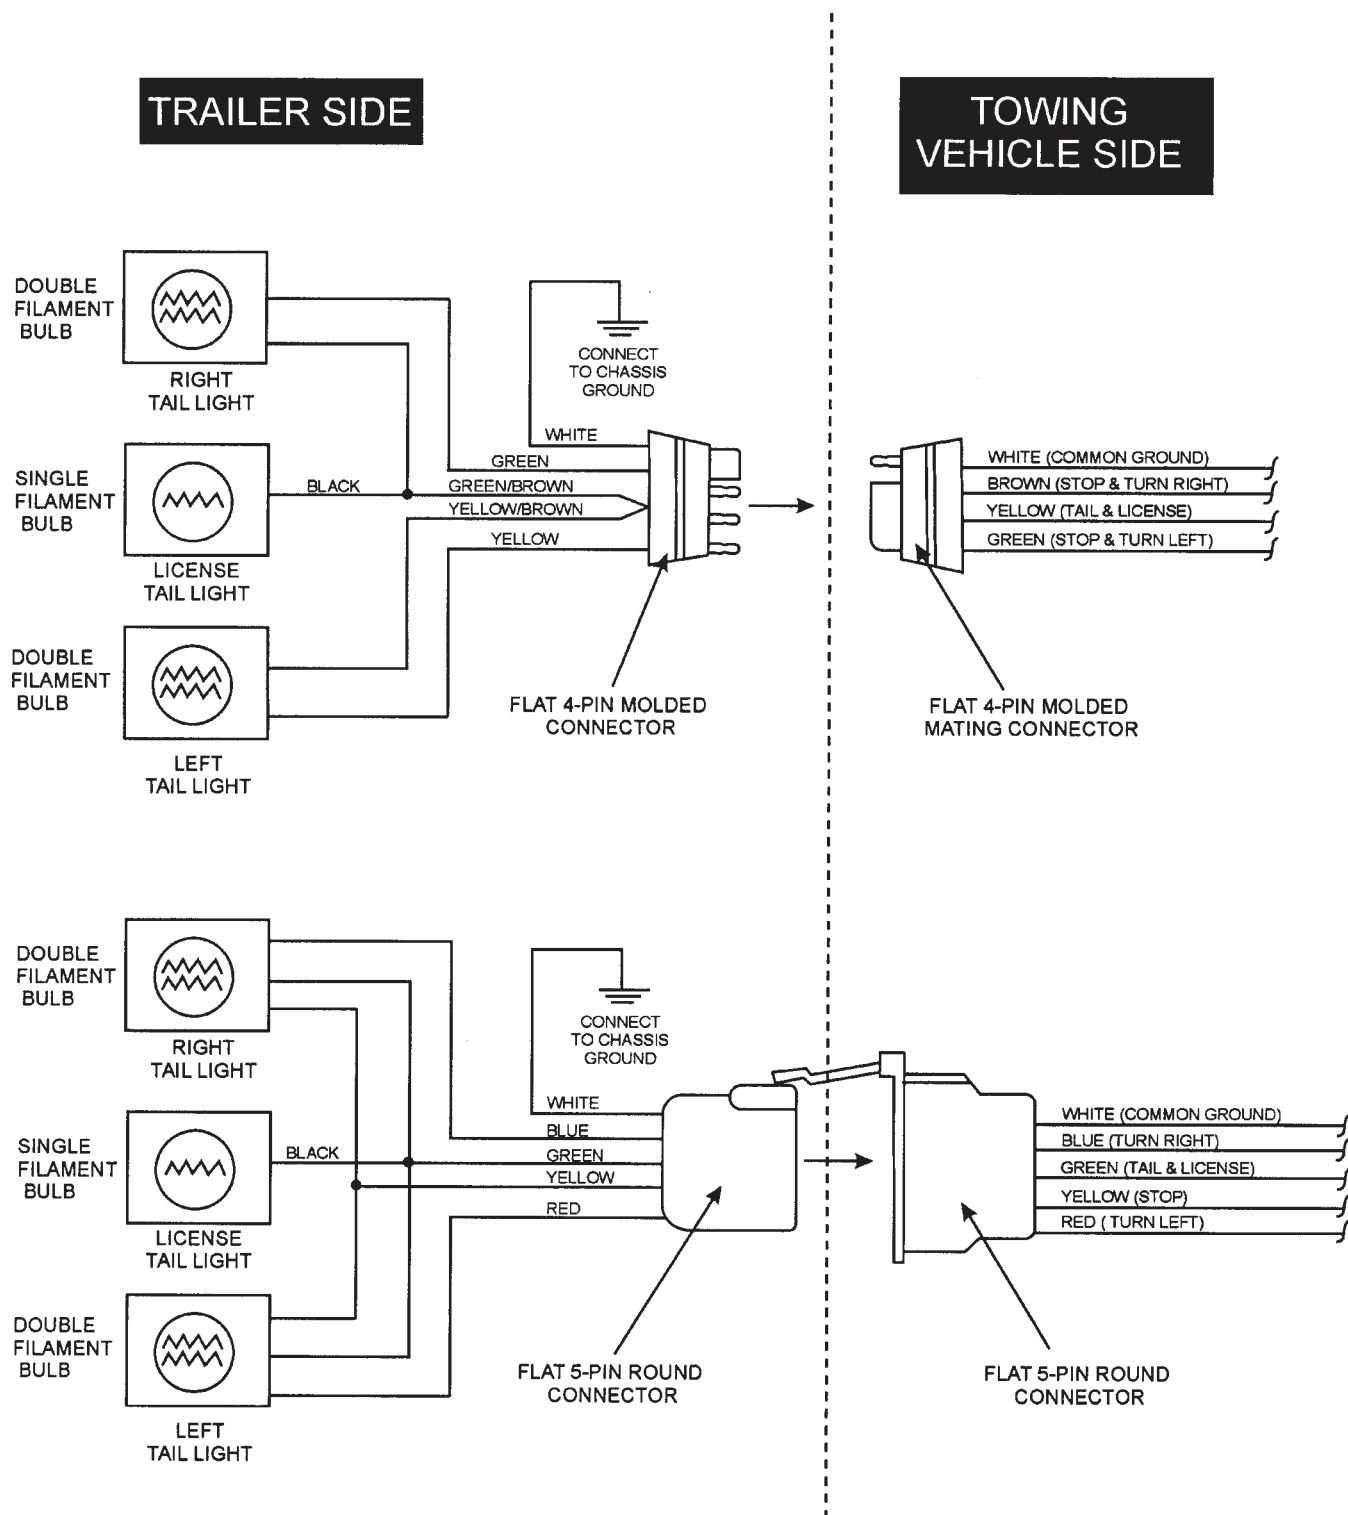 TRAILER SIDE
TOWING
VEHICLE SIDE
DOUBLE
FILAMENT
BULB
RIGHT
TAIL LIGHT
CONNECT
TO CHASSIS
GROUND
SINGLE
FILAMENT
BULB
LICENSE
TAIL LIGHT
BLACK
WHITE
GREEN
GREEN/BROWN
YELLOW/BROWN
YELLOW
WHITE (COMMON GROUND)
BROWN (STOP & TURN RIGHT)
YELLOW (TAIL & LICENSE)
GREEN (STOP & TURN LEFT)
DOUBLE
FILAMENT
BULB
LEFT
TAIL LIGHT
FLAT 4-PIN MOLDED
CONNECTOR
FLAT 4-PIN MOLDED
MATING CONNECTOR
DOUBLE
FILAMENT
BULB
RIGHT
TAIL LIGHT
CONNECT
TO CHASSIS
GROUND
SINGLE
FILAMENT
BULB
LICENSE
TAIL LIGHT
BLACK
WHITE
BLUE
GREEN
YELLOW
RED
WHITE (COMMON GROUND)
BLUE (TURN RIGHT)
GREEN (TAIL & LICENSE)
YELLOW (STOP)
RED ( TURN LEFT)
DOUBLE
FILAMENT
BULB
LEFT
TAIL LIGHT
FLAT 5-PIN ROUND
CONNECTOR
FLAT 5-PIN ROUND
CONNECTOR